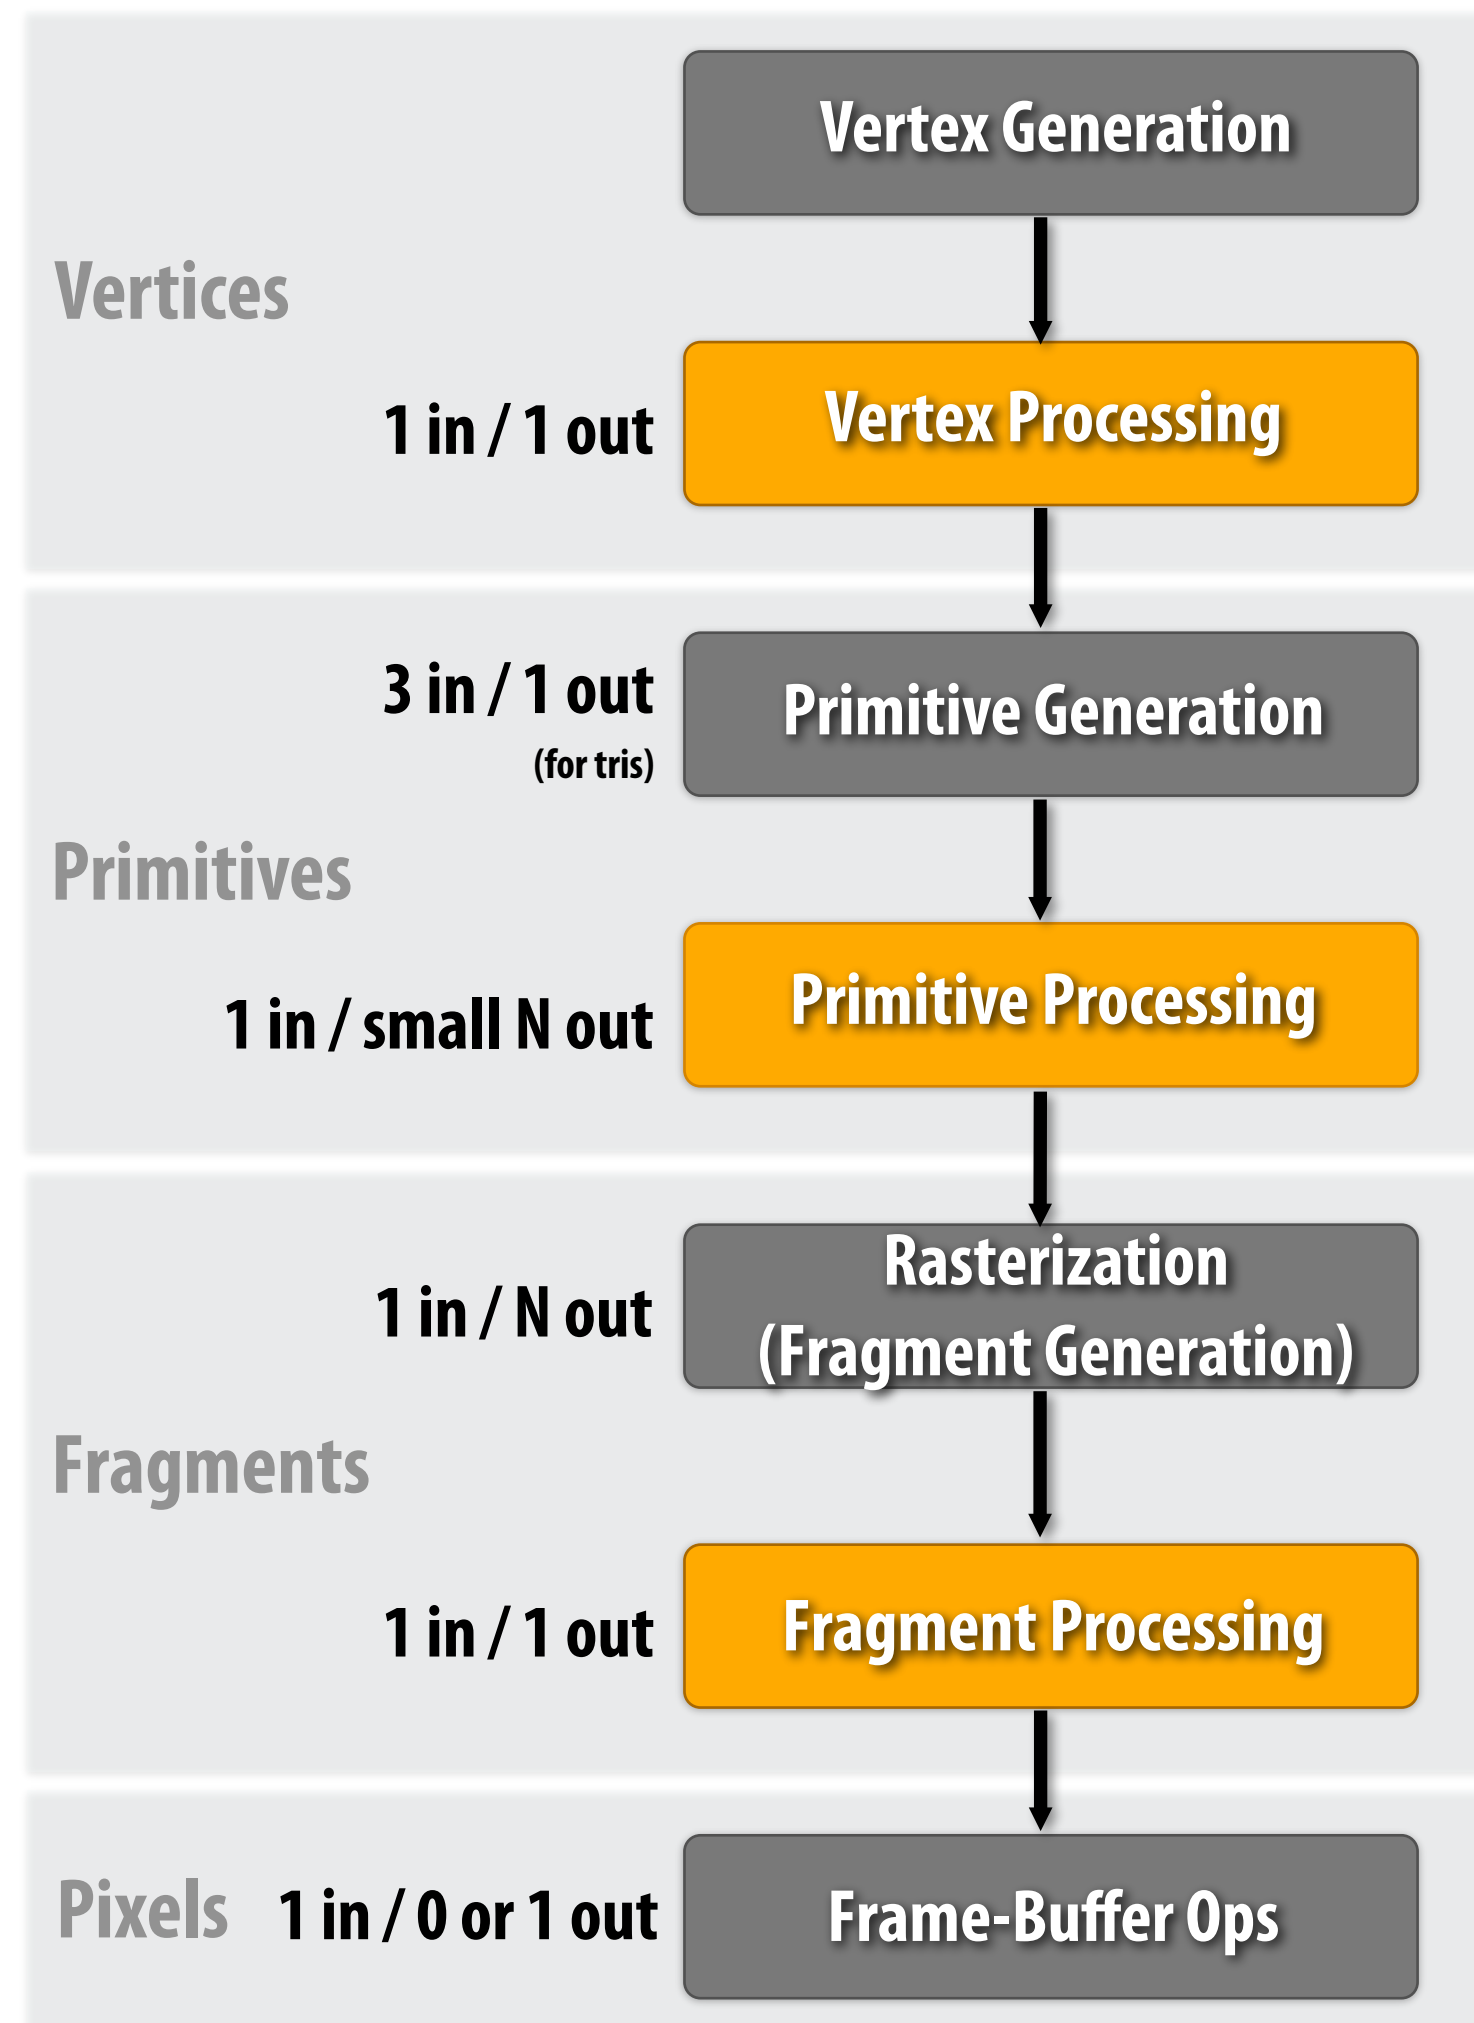 Vertex Generation
Vertices
1 in / 1 out
Vertex Processing
3 in / 1 out
(for tris)
Primitive Generation
Primitives
1 in / small N out
Primitive Processing
1 in / N out
Rasterization
(Fragment Generation)
Fragments
1 in / 1 out
Fragment Processing
Pixels
1 in / 0 or 1 out
Frame-Buffer Ops